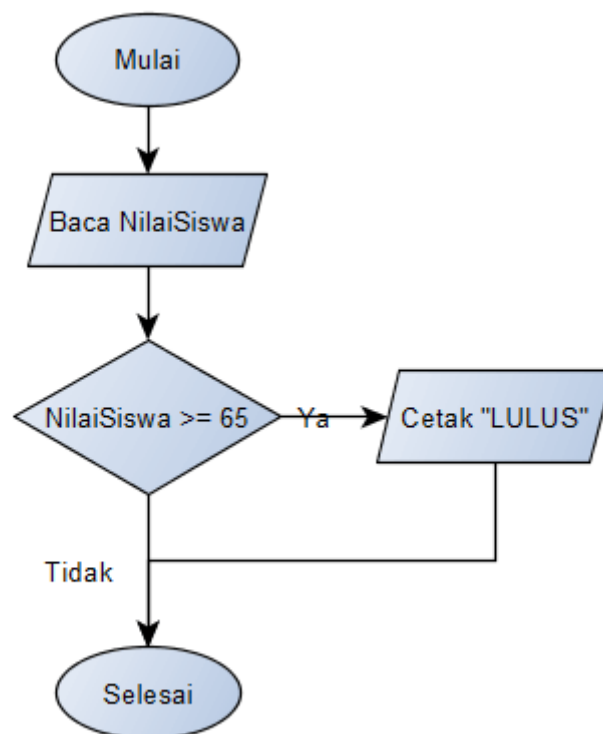 Mulai
Baca NilaiSiswa
NilaiSiswa >= 65
Ya
Cetak "LULUS"
Tidak
Selesai